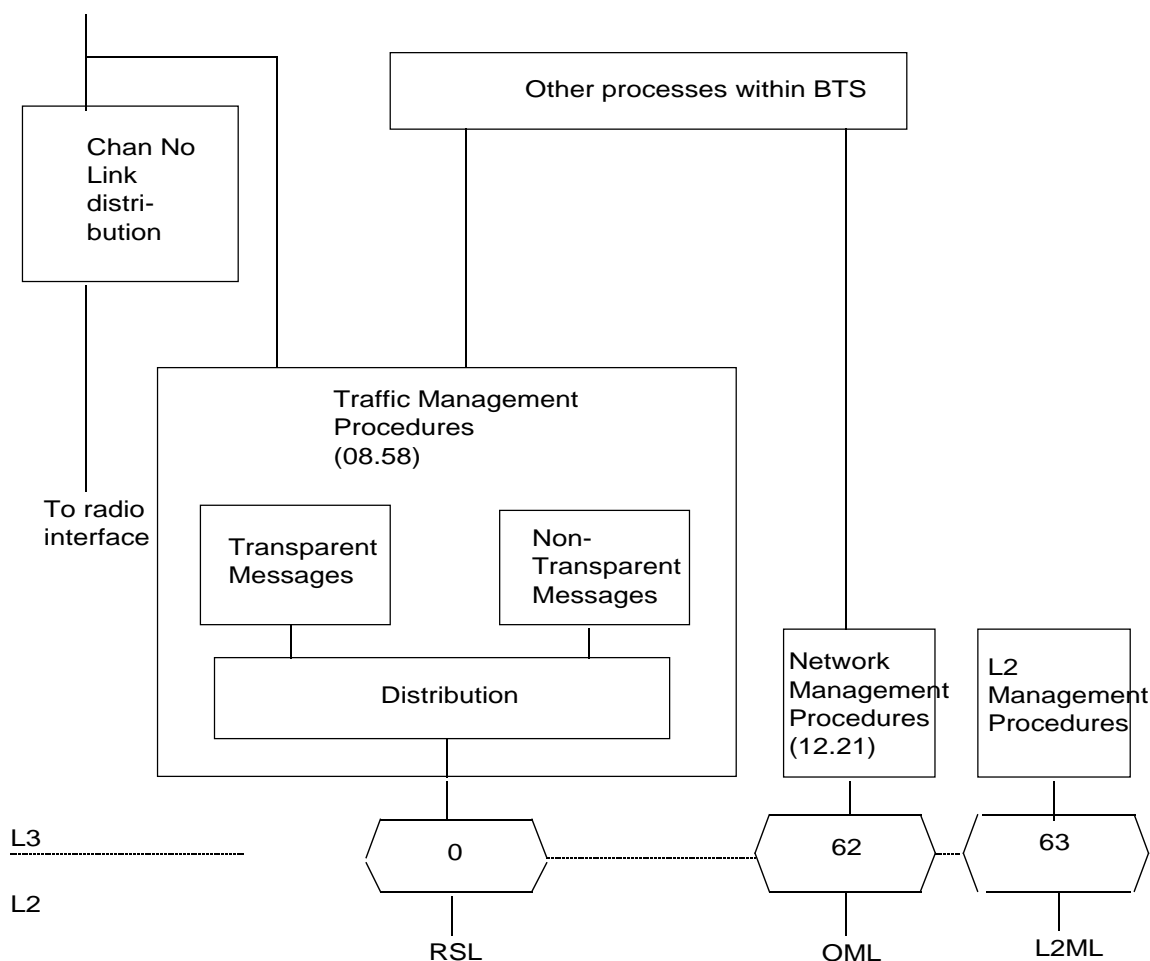 Other processes within BTS
Chan No
Link
distri-
bution
Traffic Management
Procedures
(08.58)
To radio
interface
Transparent
Messages
Non-
Transparent
Messages
Distribution
Network
Management
Procedures
(12.21)
L2
Management
Procedures
L3
0
62
63
L2
RSL
OML
L2ML